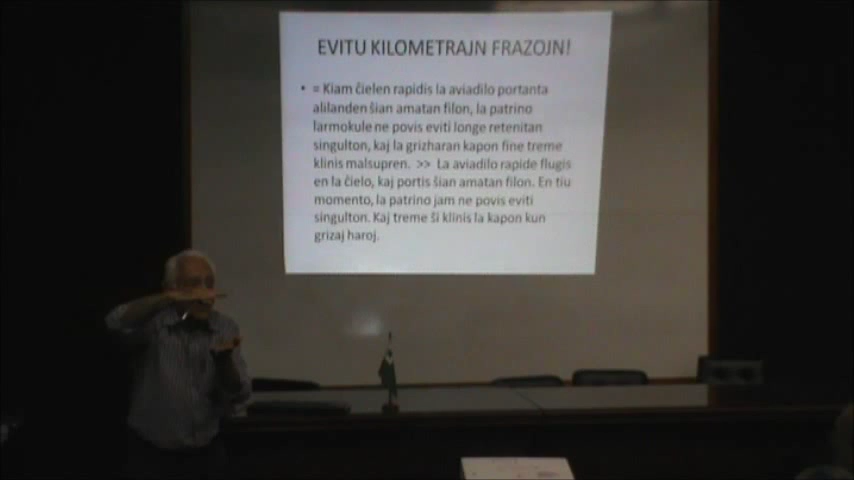 EVITU KILOMETRAJN FRAZOJN!
• = Kiam ĉielen rapidis la aviadilo portanta
alilanden ŝian amatan filon, la patrino
larmokule ne povis eviti longe retenitan
singulton, kaj la grizharan kapon fine treme
klinis malsupren. >> La aviadilo rapide flugis
en la ĉielo, kaj portis ŝian amatan filon. En tiu
momento, la patrino jam ne povis eviti
singulton. Kaj treme ŝi klinis la kapon kun
grizaj haroj.